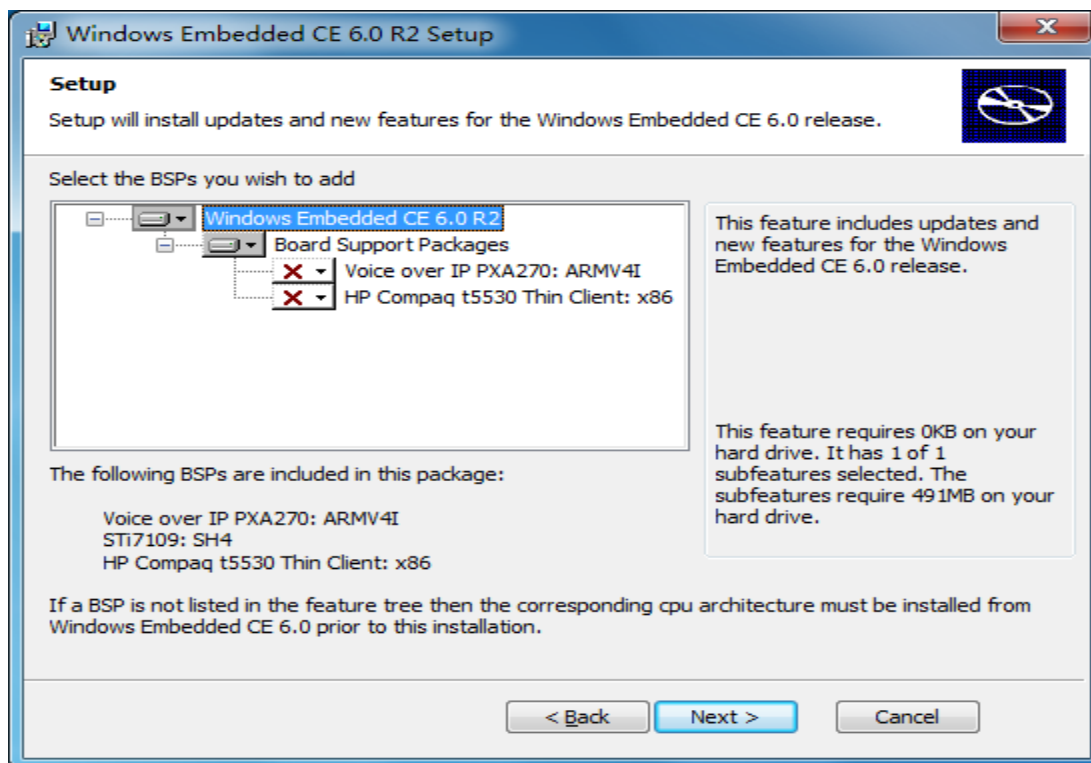 Windows Embedded CE 6.0 R2 Setup
Setup
Setup will install updates and new features for the Windows Embedded CE 6.0 release.
Select the BSPs you wish to add
Windows Embedded CE 6.0 R2
Board Support Packages
Voice over IP PXA270: ARMV4I
HP Compaq t5530 Thin Client: x86
This feature includes updates and
new features for the Windows
Embedded CE 6.0 release.
This feature requires 0KB on your
hard drive. It has 1 of 1
subfeatures selected. The
subfeatures require 491MB on your
hard drive.
The following BSPs are included in this package:
Voice over IP PXA270: ARMV4I
STi7109: SH4
HP Compaq t5530 Thin Client: x86
If a BSP is not listed in the feature tree then the corresponding cpu architecture must be installed from
Windows Embedded CE 6.0 prior to this installation.
< Back
Next >
Cancel